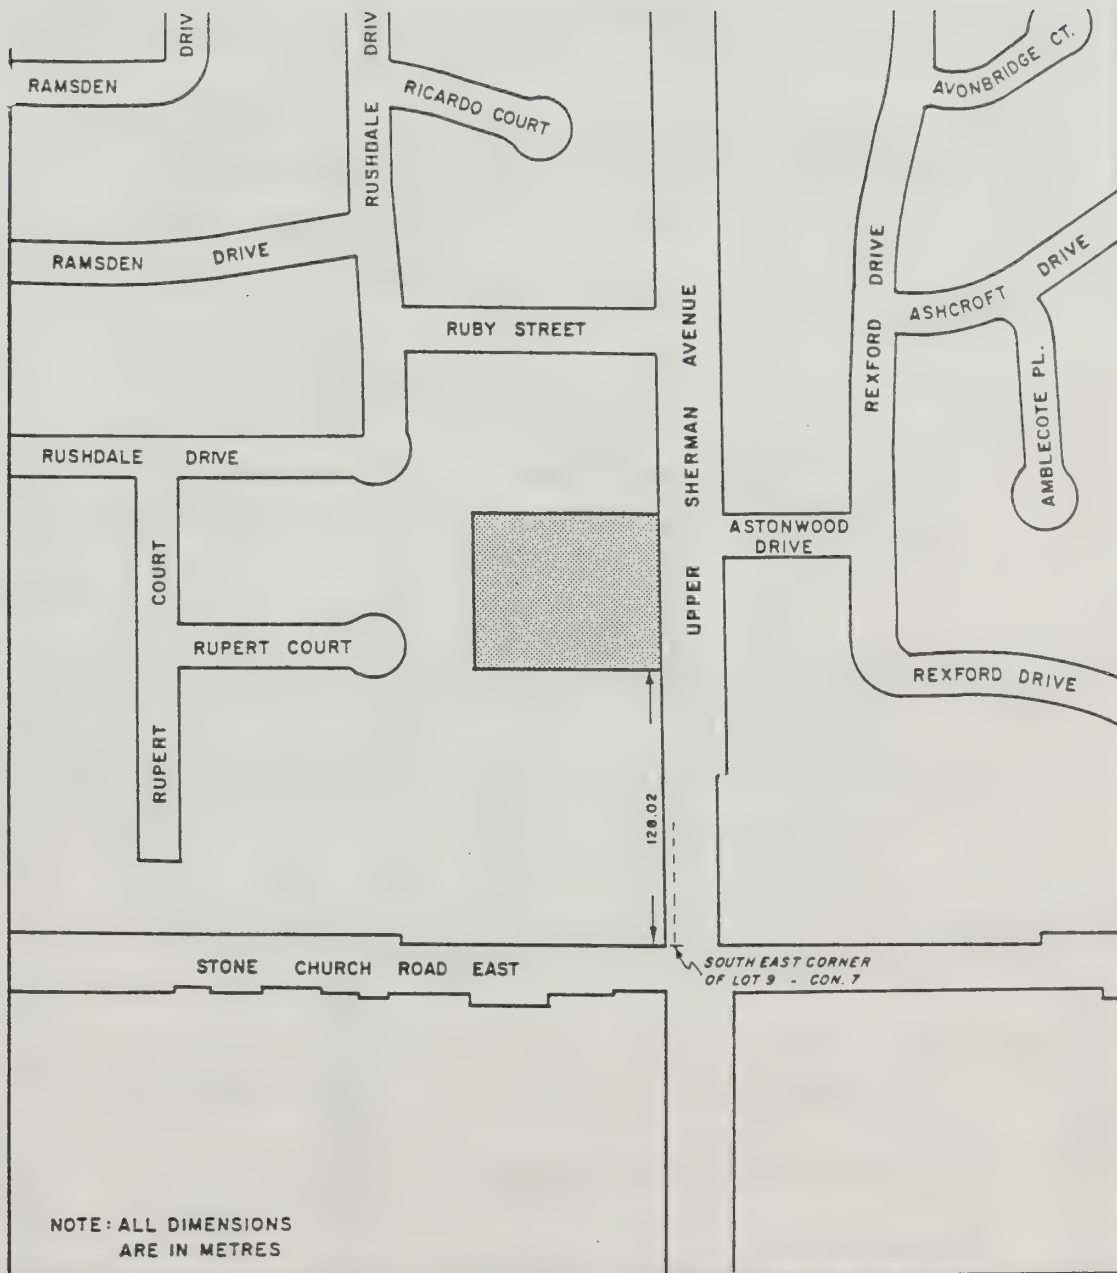 DRIV
DRIV
AVONBRIDGE CT.
RAMSDEN
RICARDO COURT
RUSHDALE
RAMSDEN DRIVE
REXFORD DRIVE
ASHCROFT DRIVE
RUBY STREET
UPPER SHERMAN AVENUE
AMBLECOTE PL.
RUSHDALE DRIVE
ASTONWOOD
DRIVE
RUPERT COURT
RUPERT COURT
REXFORD DRIVE
128.02
STONE CHURCH ROAD EAST
SOUTH EAST CORNER
OF LOT 9 - CON. 7
NOTE: ALL DIMENSIONS
ARE IN METRES